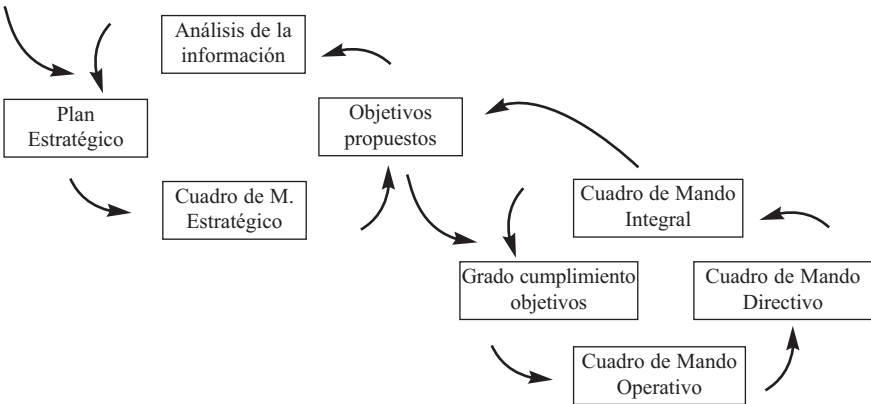 Análisis de la
información
Plan
Estratégico
Objetivos
propuestos
Cuadro de M.
Estratégico
Cuadro de Mando
Integral
Grado cumplimiento
objetivos
Cuadro de Mando
Directivo
Cuadro de Mando
Operativo